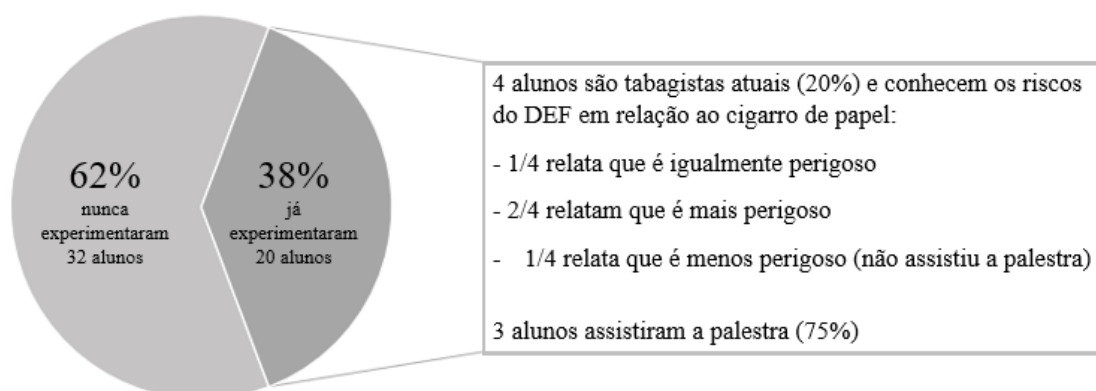 62%
nunca
experimentaram
32 alunos
38%
já
experimentaram
20 alunos
4 alunos são tabagistas atuais (20%) e conhecem os riscos
do DEF em relação ao cigarro de papel:
- 1/4 relata que é igualmente perigoso
- 2/4 relatam que é mais perigoso
- 1/4 relata que é menos perigoso (não assistiu a palestra)
3 alunos assistiram a palestra (75%)